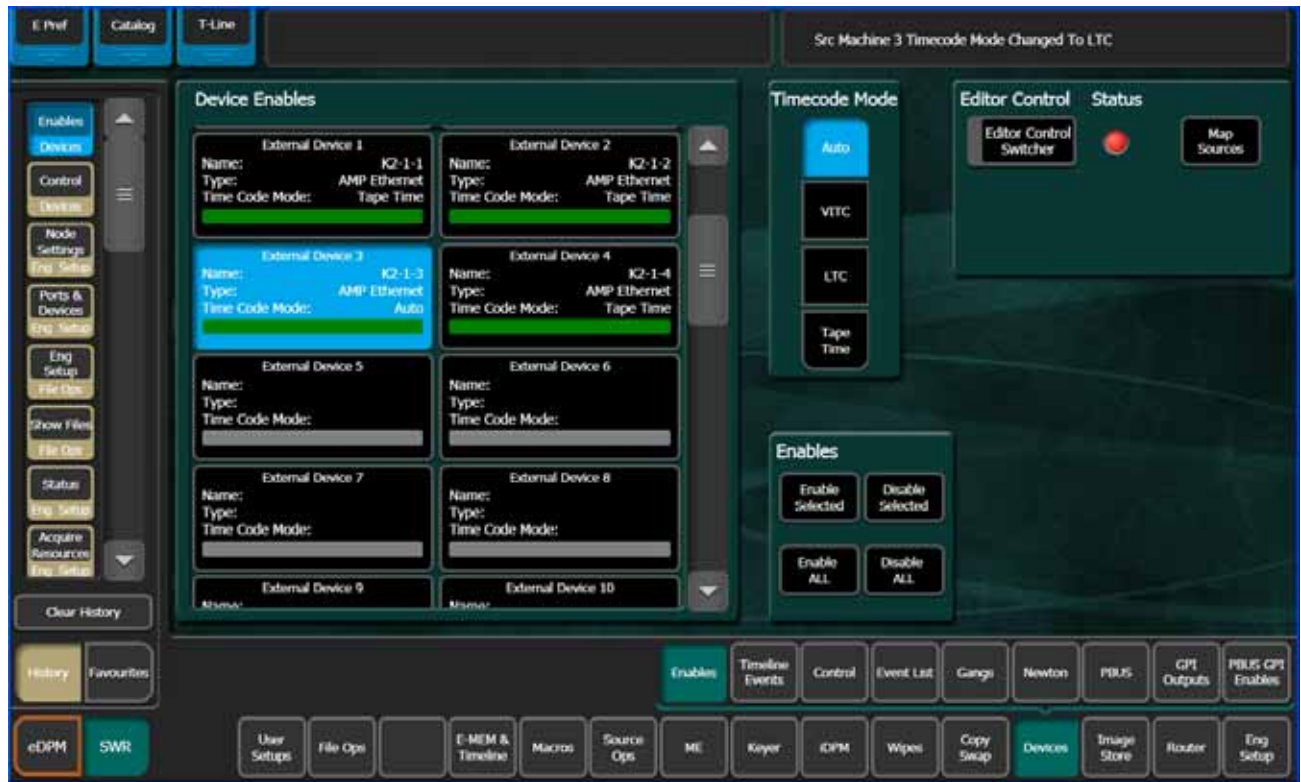 E Pref
Catalog
T-Line
Src Machine 3 Timecode Mode Changed To LTC
Enables
Devices
Control
Devices
Node
Settings
Eng Setup
Ports &
Devices
Eng Setup
Eng
Setup
File Ops
Show Files
File Ops
Status
Eng Setup
Acquire
Resources
Eng Setup
Clear History
History
Favourites
Device Enables
External Device 1
Name: K2-1-1
Type: AMP Ethernet
Time Code Mode: Tape Time
External Device 2
Name: K2-1-2
Type: AMP Ethernet
Time Code Mode: Tape Time
External Device 3
Name: K2-1-3
Type: AMP Ethernet
Time Code Mode: Auto
External Device 4
Name: K2-1-4
Type: AMP Ethernet
Time Code Mode: Tape Time
External Device 5
Name:
Type:
Time Code Mode:
External Device 6
Name:
Type:
Time Code Mode:
External Device 7
Name:
Type:
Time Code Mode:
External Device 8
Name:
Type:
Time Code Mode:
External Device 9
Name:
External Device 10
Name:
Timecode Mode
Auto
VITC
LTC
Tape
Time
Editor Control
Status
Editor Control
Switcher
Map
Sources
Enables
Enable
Selected
Disable
Selected
Enable
ALL
Disable
ALL
Enables
Timeline
Events
Control
Event List
Gangs
Newton
PBUS
GPI
Outputs
PBUS GPI
Enables
eDPM
SWR
User
Setups
File Ops
E-MEM &
Timeline
Macros
Source
Ops
ME
Keyer
iDPM
Wipes
Copy
Swap
Devices
Image
Store
Router
Eng
Setup